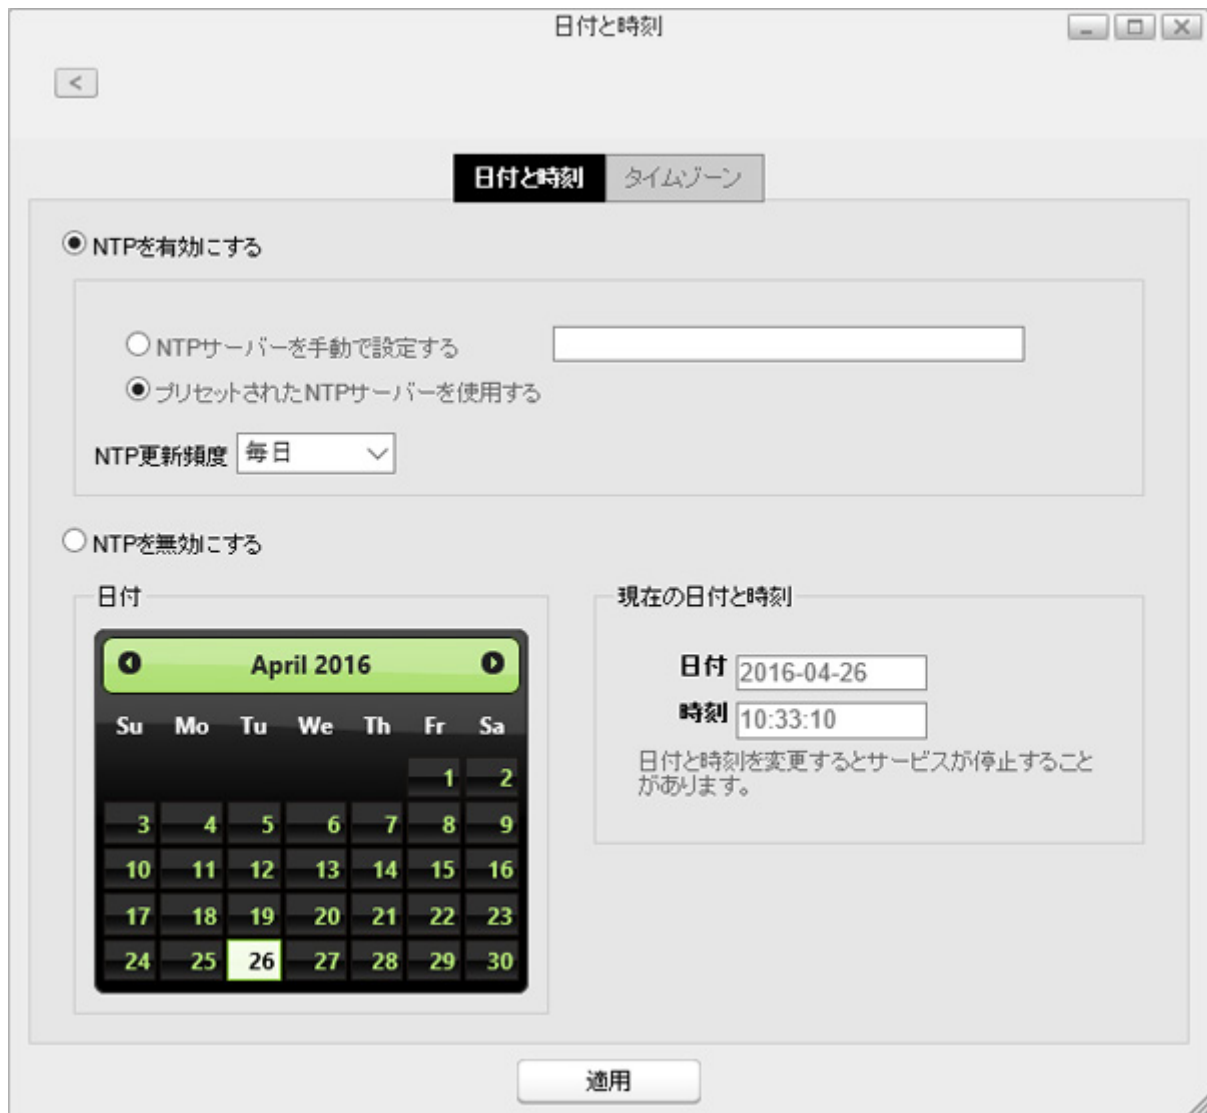 日付と時刻
<
日付と時刻 タイムゾーン
NTPを有効にする
NTPサーバーを手動で設定する
プリセットされたNTPサーバーを使用する
NTP更新頻度 毎日
NTPを無効にする
日付
April 2016
Su Mo Tu We Th Fr Sa
1 2
3 4 5 6 7 8 9
10 11 12 13 14 15 16
17 18 19 20 21 22 23
24 25 26 27 28 29 30
現在の日付と時刻
日付 2016-04-26
時刻 10:33:10
日付と時刻を変更するとサービスが停止すること
があります。
適用